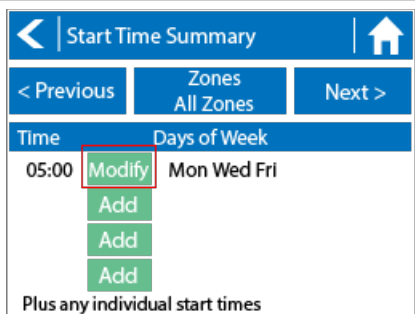 Start Time Summary
< Previous
Zones
All Zones
Next >
Time Days of Week
05:00 Modify Mon Wed Fri
Add
Add
Add
Plus any individual start times